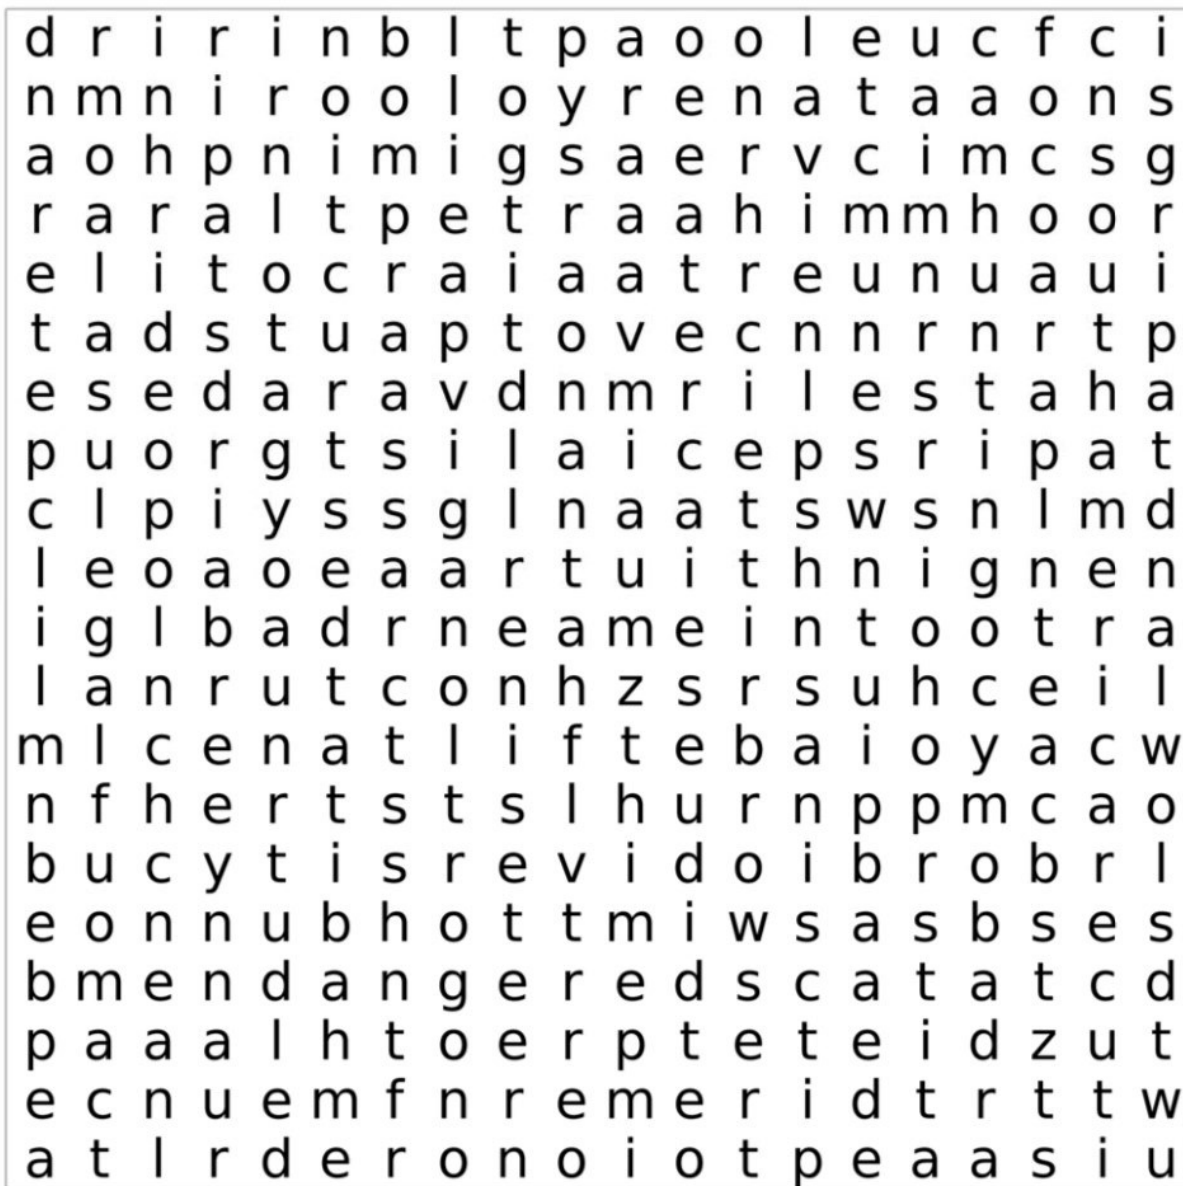 d r i r i n b l t p a o o l e u c f c i
n m n i r o o l o y r e n a t a a o n s
a o h p n i m i g s a e r v c i m c s g
r a r a l t p e t r a a h i m m h o o r
e l i t o c r a i a a t r e u n u a u i
t a d s t u a p t o v e c n n r n r t p
e s e d a r a v d n m r i l e s t a h a
p u o r g t s i l a i c e p s r i p a t
c l p i y s s g l n a a t s w s n l m d
l e o a o e a a r t u i t h n i g n e n
i g l b a d r n e a m e i n t o o t r a
l a n r u t c o n h z s r s u h c e i l
m l c e n a t l i f t e b a i o y a c w
n f h e r t s t s l h u r n p p m c a o
b u c y t i s r e v i d o i b r o b r l
e o n n u b h o t t m i w s a s b s e s
b m e n d a n g e r e d s c a t a t c d
p a a a l h t o e r p t e t e i d z u t
e c n u e m f n r e m e r i d t r t t w
a t l r d e r o n o i o t p e a a s i u